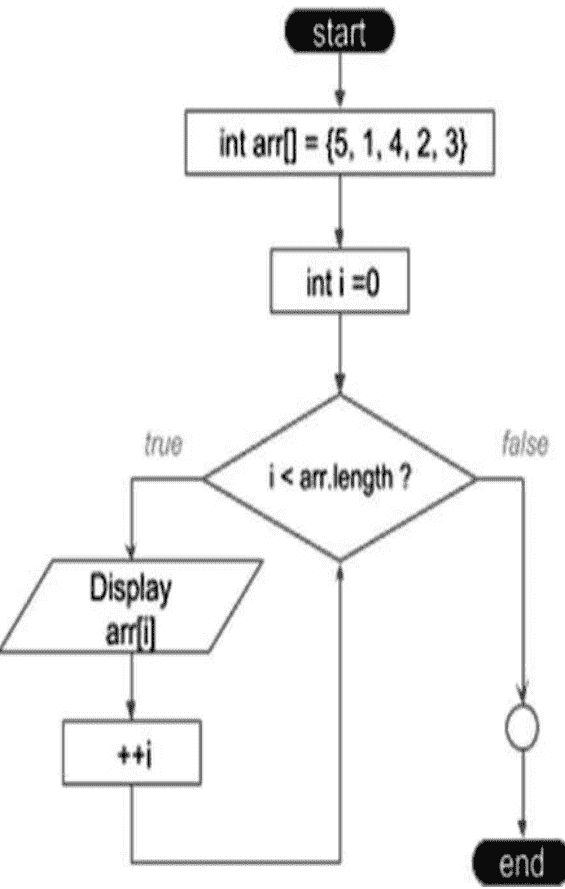 start
int arr[] = {5, 1, 4, 2, 3}
int i =0
true
false
i < arr.length ?
Display
arr[i]
++i
end